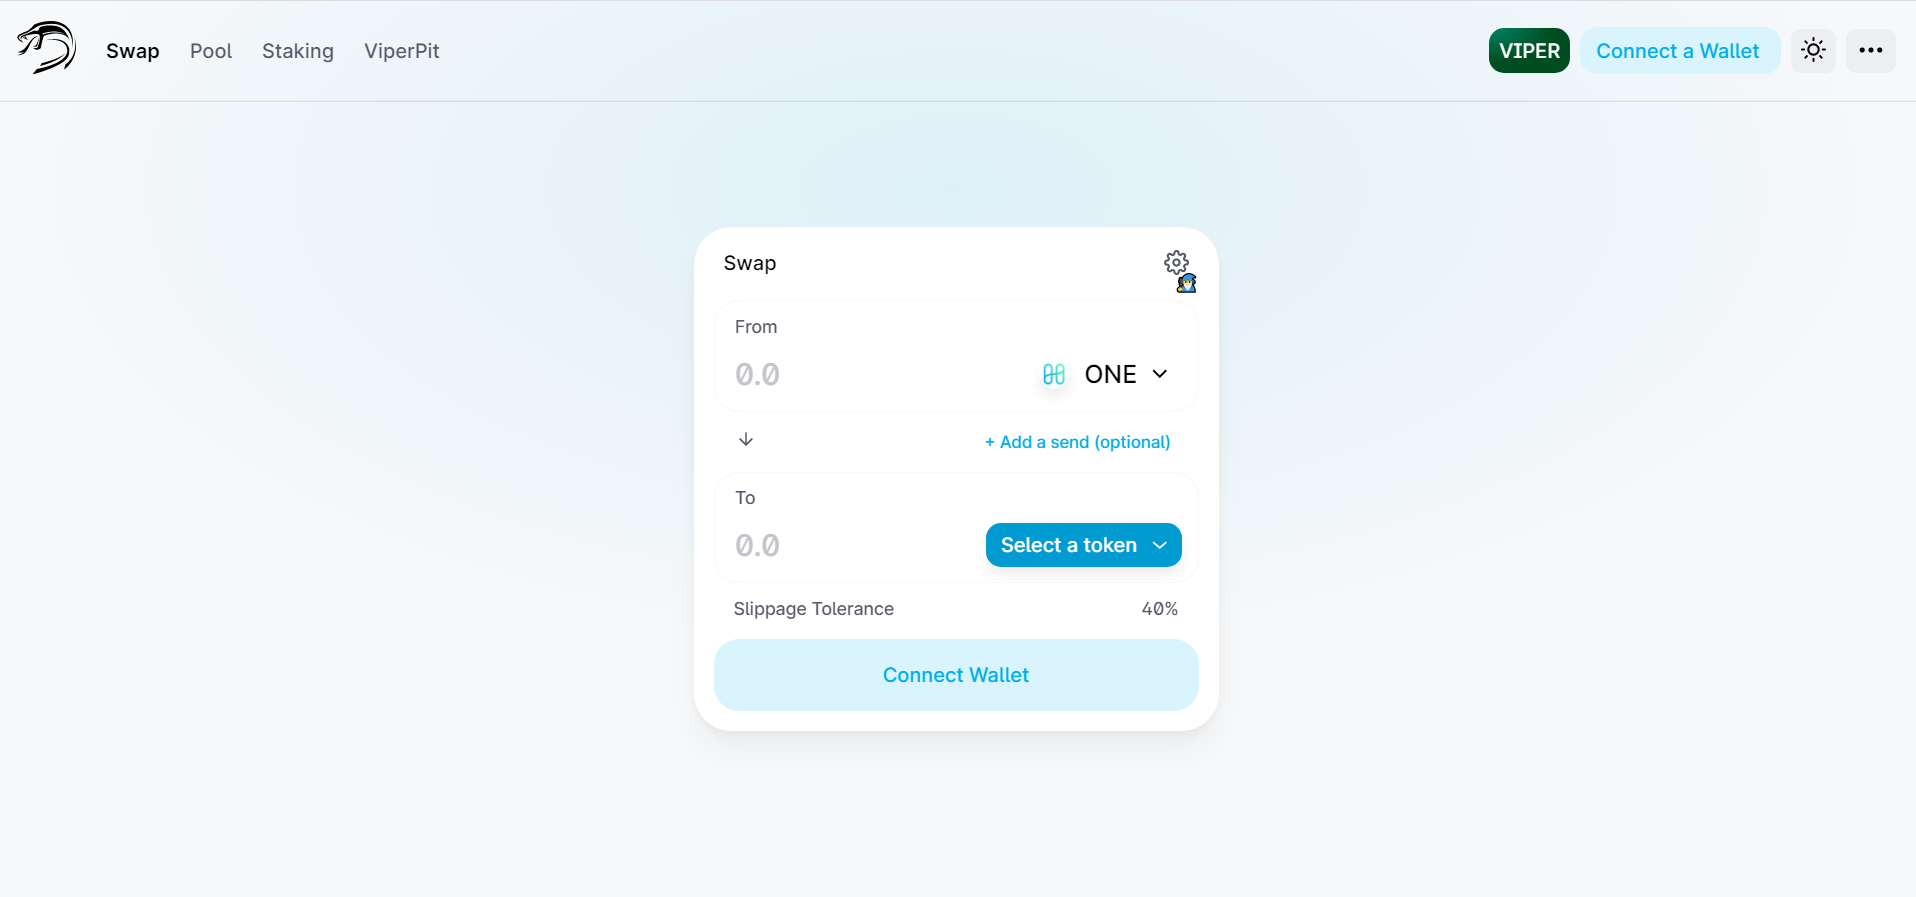 Swap Pool Staking ViperPit VIPER Connect a Wallet
Swap
From
0.0 ONE
+ Add a send (optional)
To
0.0 Select a token
Slippage Tolerance 40%
Connect Wallet